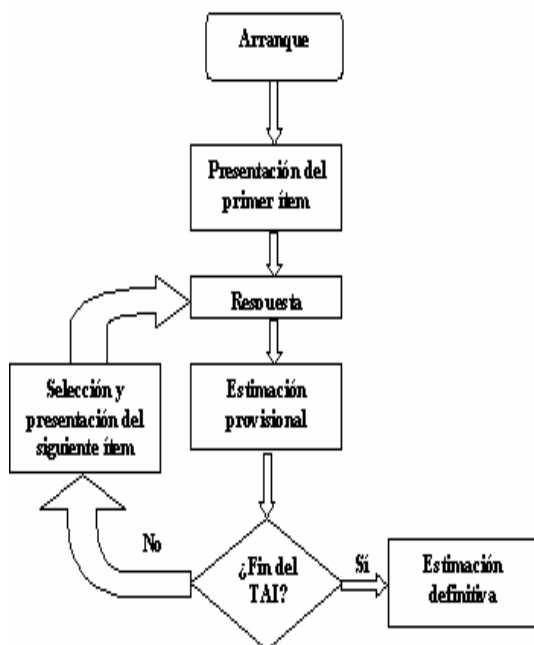 Arranque
Presentación del
primer ítem
Respuesta
Estimación
provisional
Selección y
presentación del
siguiente ítem
No
¿Fin del
TAI?
Sí
Estimación
definitiva